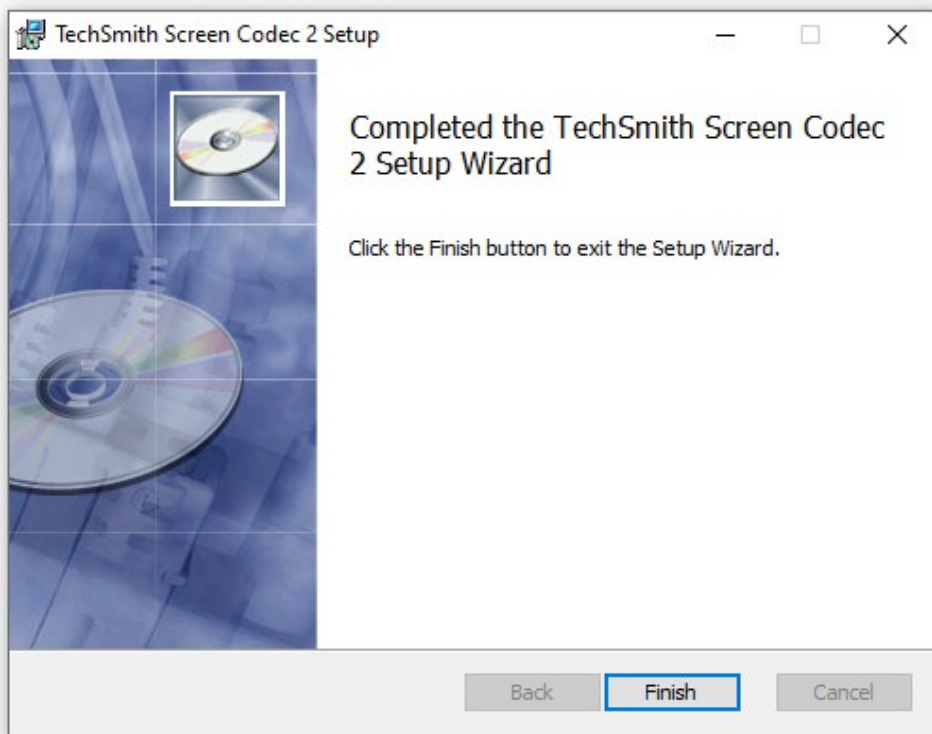 TechSmith Screen Codec 2 Setup
Completed the TechSmith Screen Codec
2 Setup Wizard
Click the Finish button to exit the Setup Wizard.
Back
Finish
Cancel